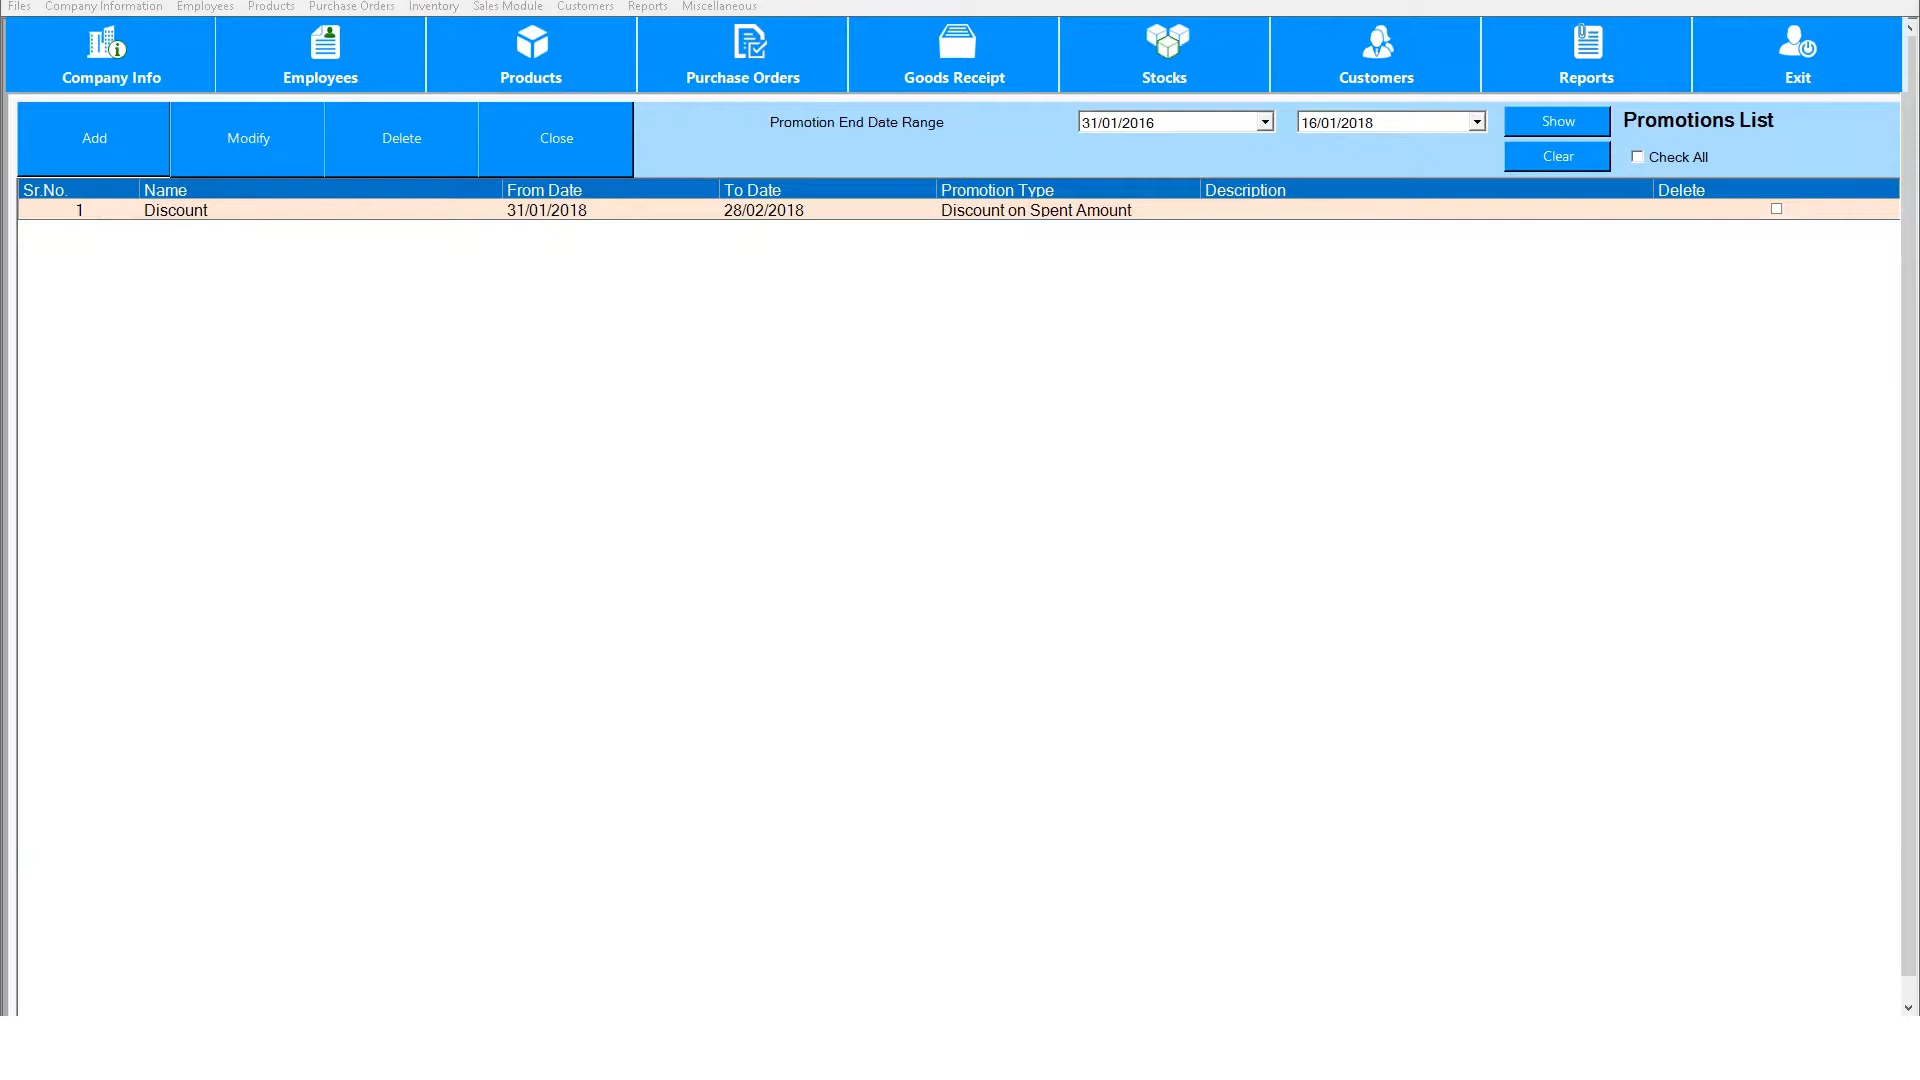 Files Company Information Employees Products Purchase Orders Inventory Sales Module Customers Reports Miscellaneous
Company Info Employees Products Purchase Orders Goods Receipt Stocks Customers Reports Exit
Add Modify Delete Close
Promotion End Date Range 31/01/2016 16/01/2018 Show Promotions List
Clear Check All
Sr.No. Name From Date To Date Promotion Type Description Delete
1 Discount 31/01/2018 28/02/2018 Discount on Spent Amount